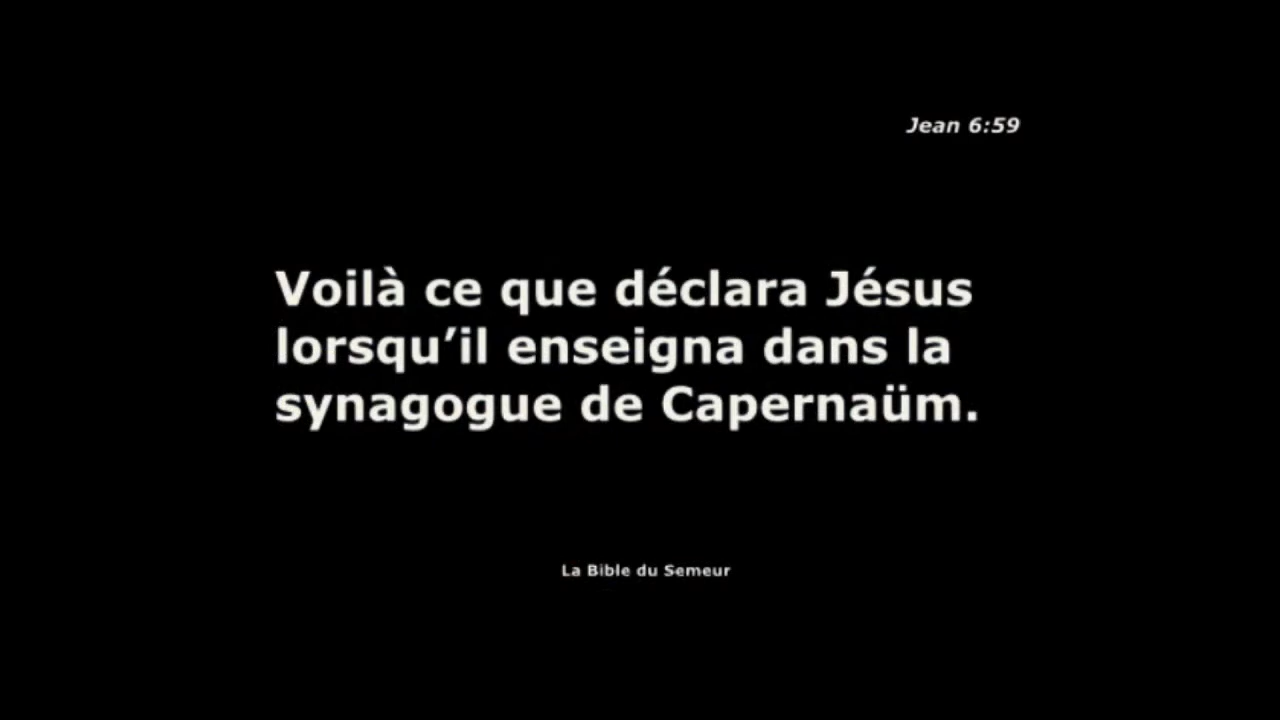 Jean 6:59
Voilà ce que déclara Jésus
lorsqu’il enseigna dans la
synagogue de Capernaüm.
La Bible du Semeur